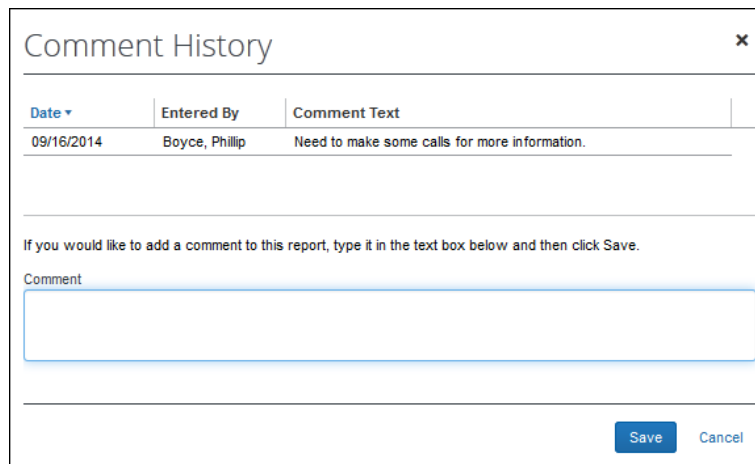 Comment History
Date Entered By Comment Text
09/16/2014 Boyce, Phillip Need to make some calls for more information.
If you would like to add a comment to this report, type it in the text box below and then click Save.
Comment
Save Cancel